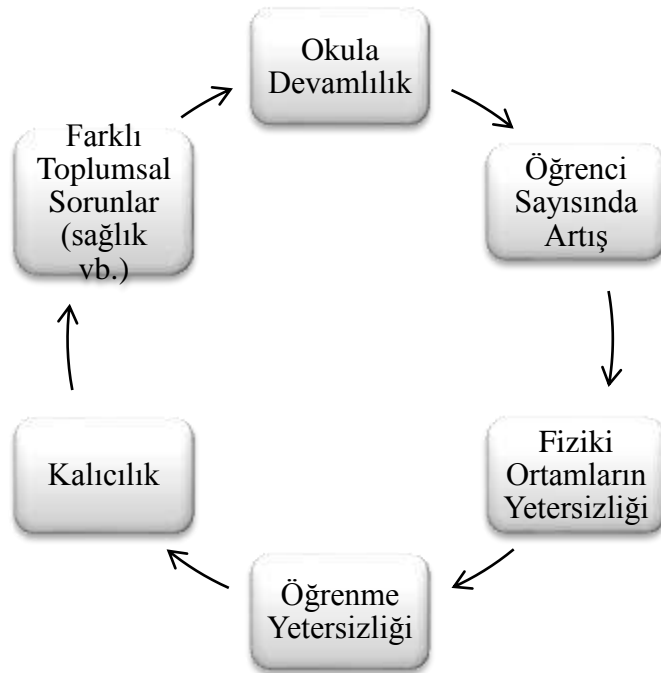 Okula
Devamlılık
Öğrenci
Sayısında
Artış
Fiziki
Ortamların
Yetersizliği
Öğrenme
Yetersizliği
Kalıcılık
Farklı
Toplumsal
Sorunlar
(sağlık
vb.)